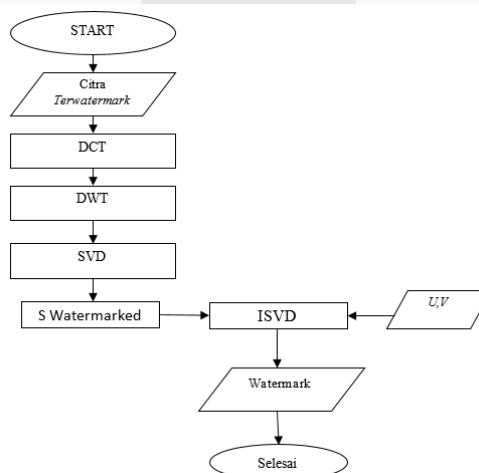 START
Citra
Terwatermark
DCT
DWT
SVD
S Watermarked
ISVD
U,V
Watermark
Selesai